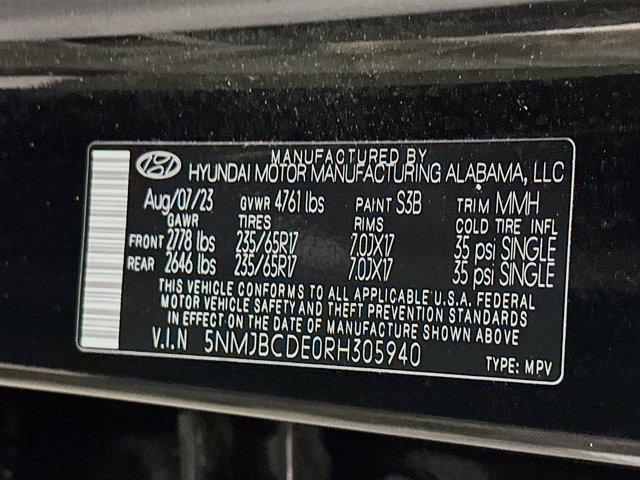 MANUFACTURED BY
HYUNDAI MOTOR MANUFACTURING ALABAMA, LLC
Aug/07/23 GVWR 4761 lbs PAINT S3B TRIM MMH
GAWR TIRES RIMS COLD TIRE INFL
FRONT 2778 lbs 235/65R17 7.0JX17 35 psi SINGLE
REAR 2646 lbs 235/65R17 7.0JX17 35 psi SINGLE
THIS VEHICLE CONFORMS TO ALL APPLICABLE U.S.A. FEDERAL
MOTOR VEHICLE SAFETY AND THEFT PREVENTION STANDARDS
IN EFFECT ON THE DATE OF MANUFACTURE SHOWN ABOVE
V.I.N 5NMJBCDE0RH305940
TYPE: MPV